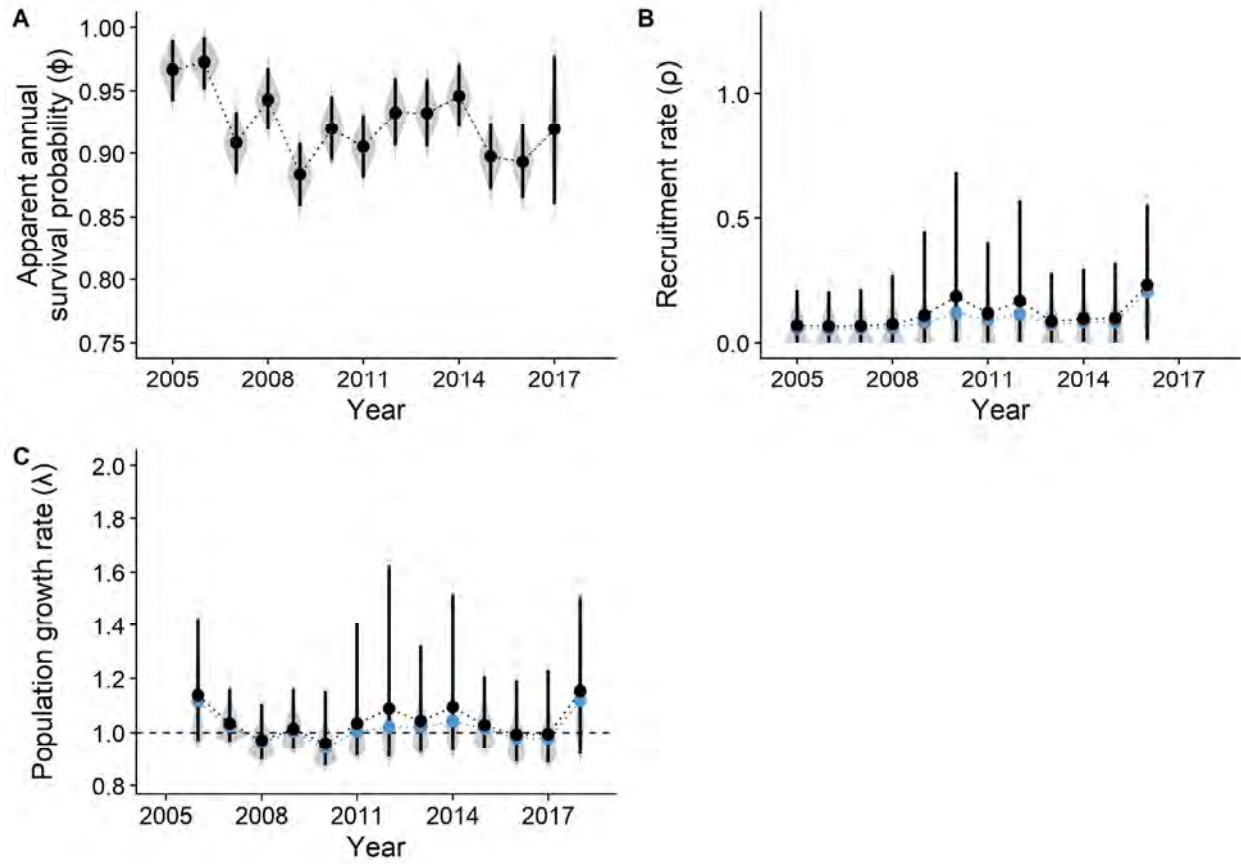 A
Apparent annual
survival probability (ϕ)
1.00
0.95
0.90
0.85
0.80
0.75
2005 2008 2011 2014 2017
Year
B
Recruitment rate (ρ)
1.0
0.5
0.0
2005 2008 2011 2014 2017
Year
C
Population growth rate (λ)
2.0
1.8
1.6
1.4
1.2
1.0
0.8
2005 2008 2011 2014 2017
Year